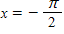 x = − π/2